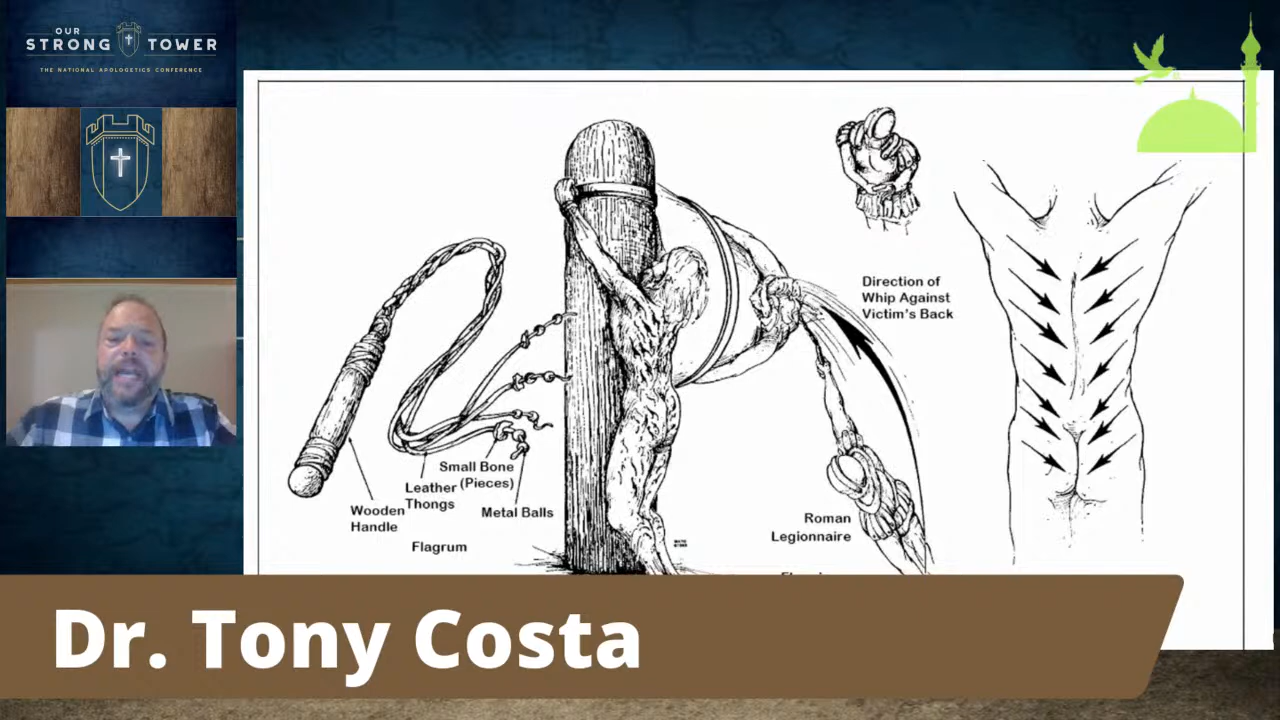 OUR
STRONG TOWER
THE NATIONAL APOLOGETICS CONFERENCE
Direction of
Whip Against
Victim's Back
Small Bone
(Pieces)
Leather
Thongs
Metal Balls
Wooden
Handle
Flagrum
Roman
Legionnaire
Dr. Tony Costa